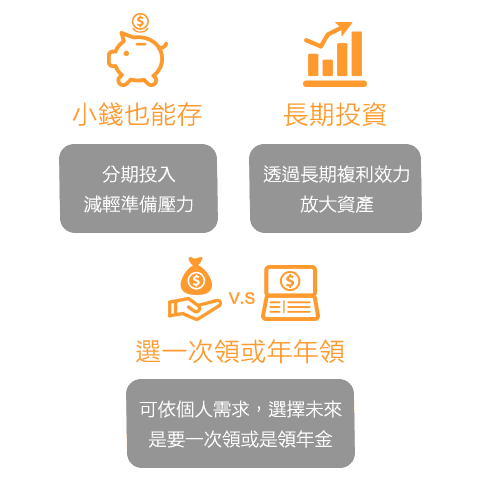 小錢也能存
長期投資
分期投入
減輕準備壓力
透過長期複利效力
放大資產
V.S
選一次領或年年領
可依個人需求，選擇未來
是要一次領或是領年金